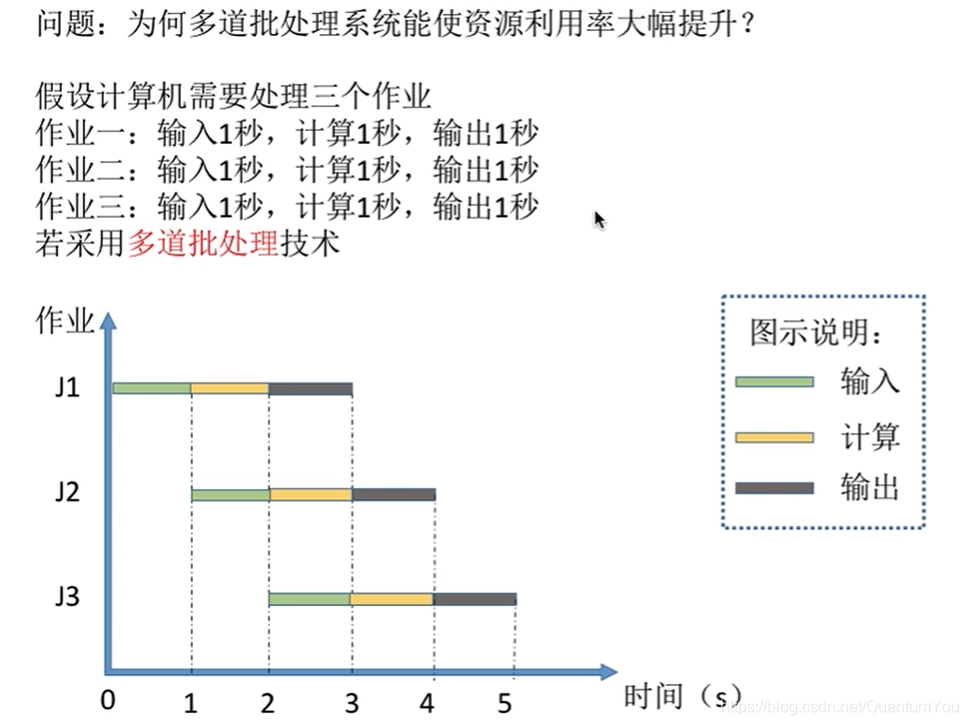 问题：为何多道批处理系统能使资源利用率大幅提升？
假设计算机需要处理三个作业
作业一：输入1秒，计算1秒，输出1秒
作业二：输入1秒，计算1秒，输出1秒
作业三：输入1秒，计算1秒，输出1秒
若采用多道批处理技术
作业
图示说明：
输入
计算
输出
J1
J2
J3
0 1 2 3 4 5 时间（s）
https://blog.csdn.net/QuantumYou